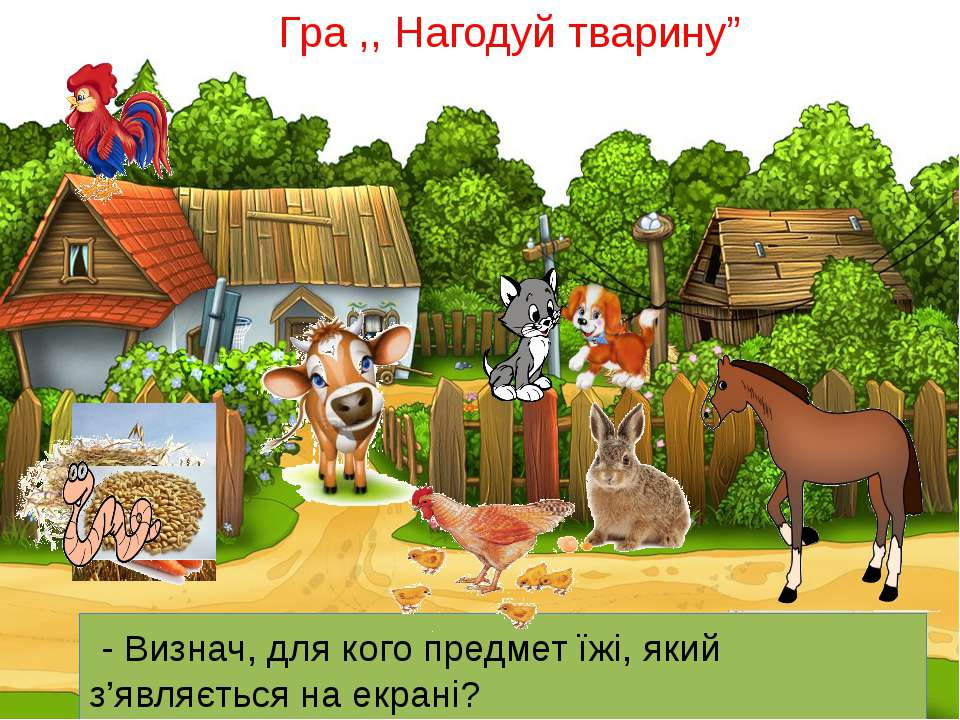 Гра ,, Нагодуй тварину”
- Визнач, для кого предмет їжі, який
з’являється на екрані?